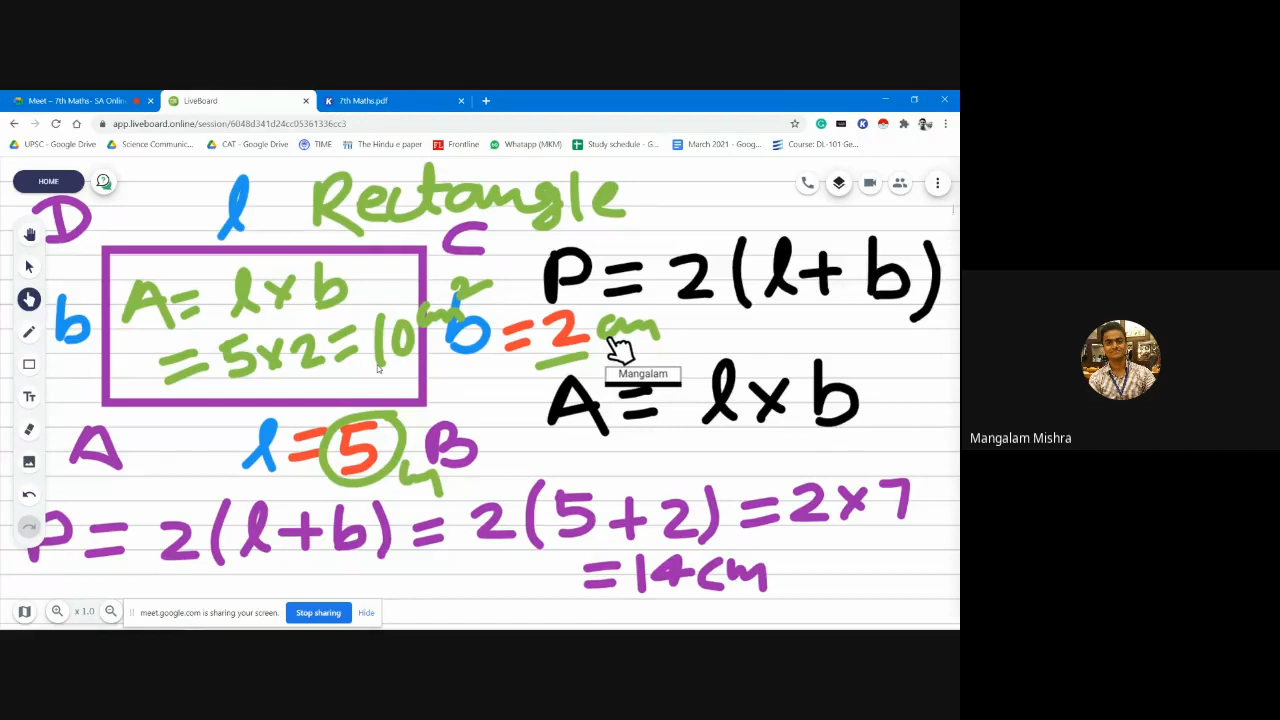 Meet – 7th Maths- SA Onlin
LiveBoard
7th Maths.pdf
app.liveboard.online/session/6048d341d24cc05361336cc3
UPSC - Google Drive
Science Communic...
CAT - Google Drive
TIME
The Hindu e paper
FL Frontline
Whatapp (MKM)
Study schedule - G...
March 2021 - Goog...
Course: DL-101 Ge...
HOME
D l Rectangle
C
P = 2(l+b)
A = l×b
= 5×2 = 10 cm²
b
b = 2 cm
Mangalam
A = l×b
A l = 5 m B
P = 2(l+b) = 2(5+2) = 2×7
= 14 cm
Tт
x 1.0
meet.google.com is sharing your screen.
Stop sharing
Hide
Mangalam Mishra